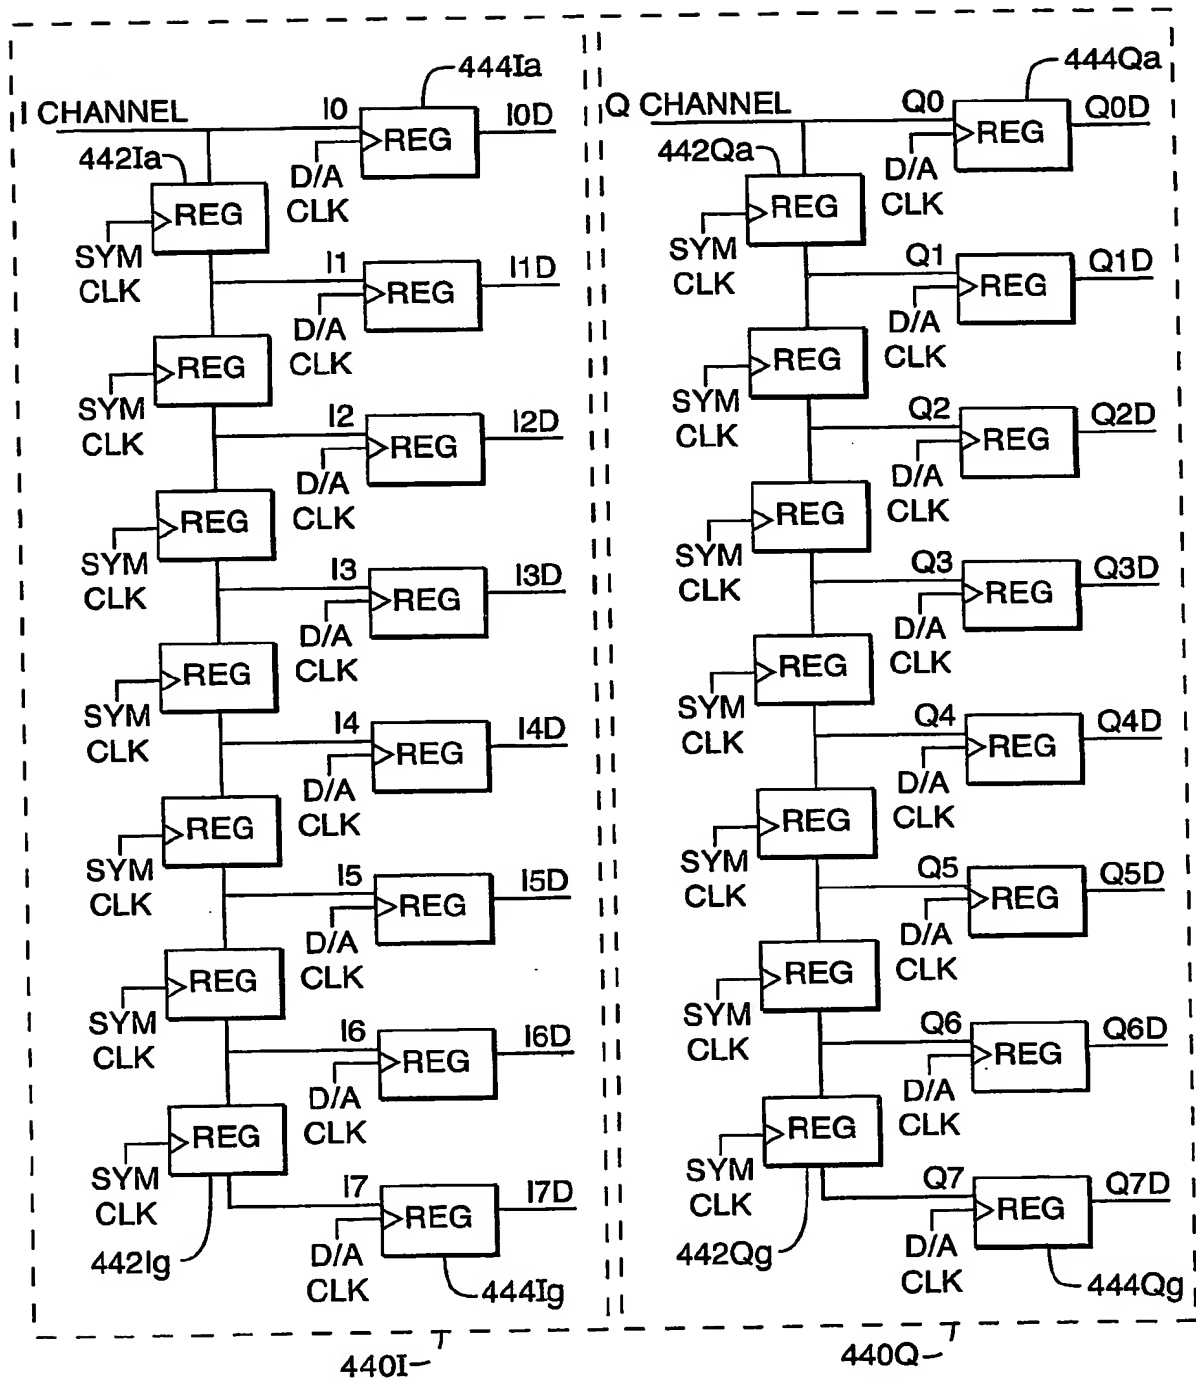 444Ia
I CHANNEL I0 REG I0D
442Ia D/A CLK
REG
SYM CLK
I1 REG I1D
D/A CLK
REG
SYM CLK
I2 REG I2D
D/A CLK
REG
SYM CLK
I3 REG I3D
D/A CLK
REG
SYM CLK
I4 REG I4D
D/A CLK
REG
SYM CLK
I5 REG I5D
D/A CLK
REG
SYM CLK
I6 REG I6D
D/A CLK
REG
SYM CLK
I7 REG I7D
D/A CLK
442Ig
444Ig
440I
444Qa
Q CHANNEL Q0 REG Q0D
442Qa D/A CLK
REG
SYM CLK
Q1 REG Q1D
D/A CLK
REG
SYM CLK
Q2 REG Q2D
D/A CLK
REG
SYM CLK
Q3 REG Q3D
D/A CLK
REG
SYM CLK
Q4 REG Q4D
D/A CLK
REG
SYM CLK
Q5 REG Q5D
D/A CLK
REG
SYM CLK
Q6 REG Q6D
D/A CLK
REG
SYM CLK
Q7 REG Q7D
D/A CLK
442Qg
444Qg
440Q